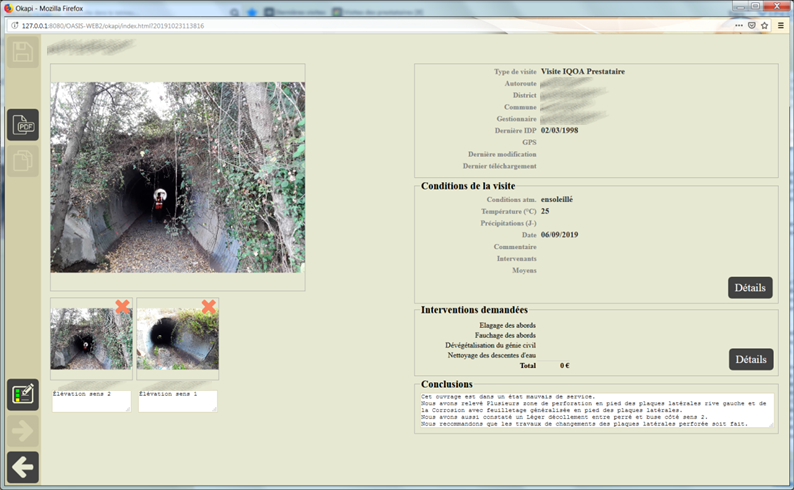 Okapi - Mozilla Firefox
127.0.0.1:8080/OASIS-WEB2/okapi/index.html?20191023113816
PDF
Élévation sens 2
Élévation sens 1
Type de visite Visite IQOA Prestataire
Autoroute
District
Commune
Gestionnaire
Dernière IDP 02/03/1998
GPS
Dernière modification
Dernier téléchargement
Conditions de la visite
Conditions atm. ensoleillé
Température (°C) 25
Précipitations (J-)
Date 06/09/2019
Commentaire
Intervenants
Moyens
Détails
Interventions demandées
Elagage des abords
Fauchage des abords
Dévégétalisation du génie civil
Nettoyage des descentes d'eau
Total 0 €
Détails
Conclusions
Cet ouvrage est dans un état mauvais de service.
Nous avons relevé Plusieurs zone de perforation en pied des plaques latérales rive gauche et de
la Corrosion avec feuilletage généralisée en pied des plaques latérales.
Nous avons aussi constaté un Léger décollement entre perré et buse côté sens 2.
Nous recommandons que les travaux de changements des plaques latérales perforée soit fait.